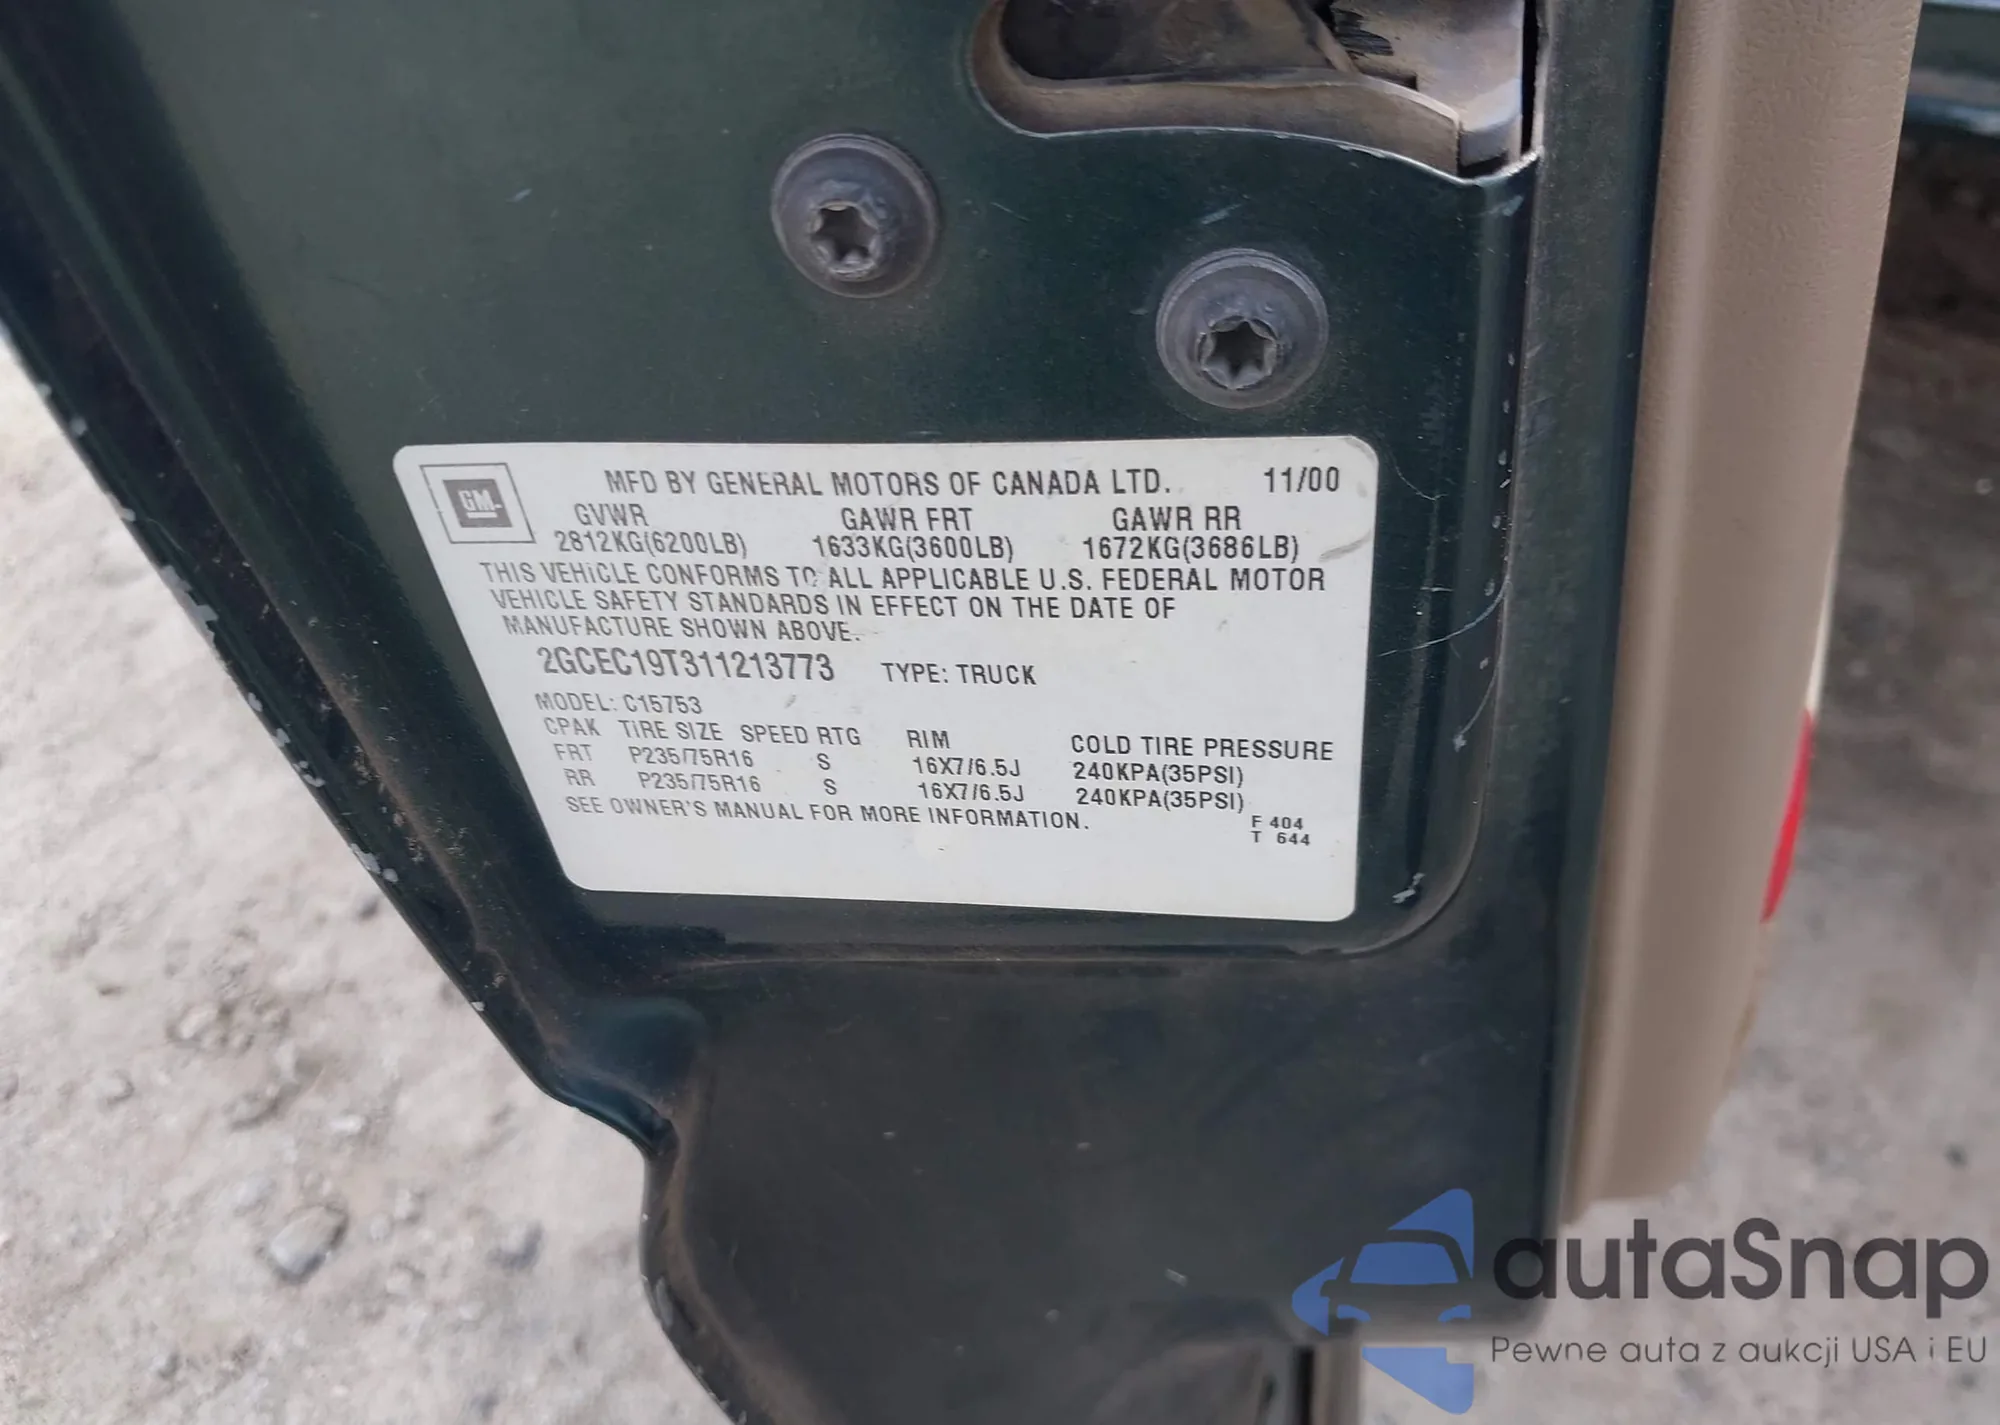 GM
MFD BY GENERAL MOTORS OF CANADA LTD. 11/00
GVWR GAWR FRT GAWR RR
2812KG(6200LB) 1633KG(3600LB) 1672KG(3686LB)
THIS VEHICLE CONFORMS TO ALL APPLICABLE U.S. FEDERAL MOTOR
VEHICLE SAFETY STANDARDS IN EFFECT ON THE DATE OF
MANUFACTURE SHOWN ABOVE.
2GCEC19T311213773 TYPE: TRUCK
MODEL: C15753
CPAK TIRE SIZE SPEED RTG RIM COLD TIRE PRESSURE
FRT P235/75R16 S 16X7/6.5J 240KPA(35PSI)
RR P235/75R16 S 16X7/6.5J 240KPA(35PSI)
SEE OWNER'S MANUAL FOR MORE INFORMATION.
F 404
T 644
autaSnap
Pewne auta z aukcji USA i EU